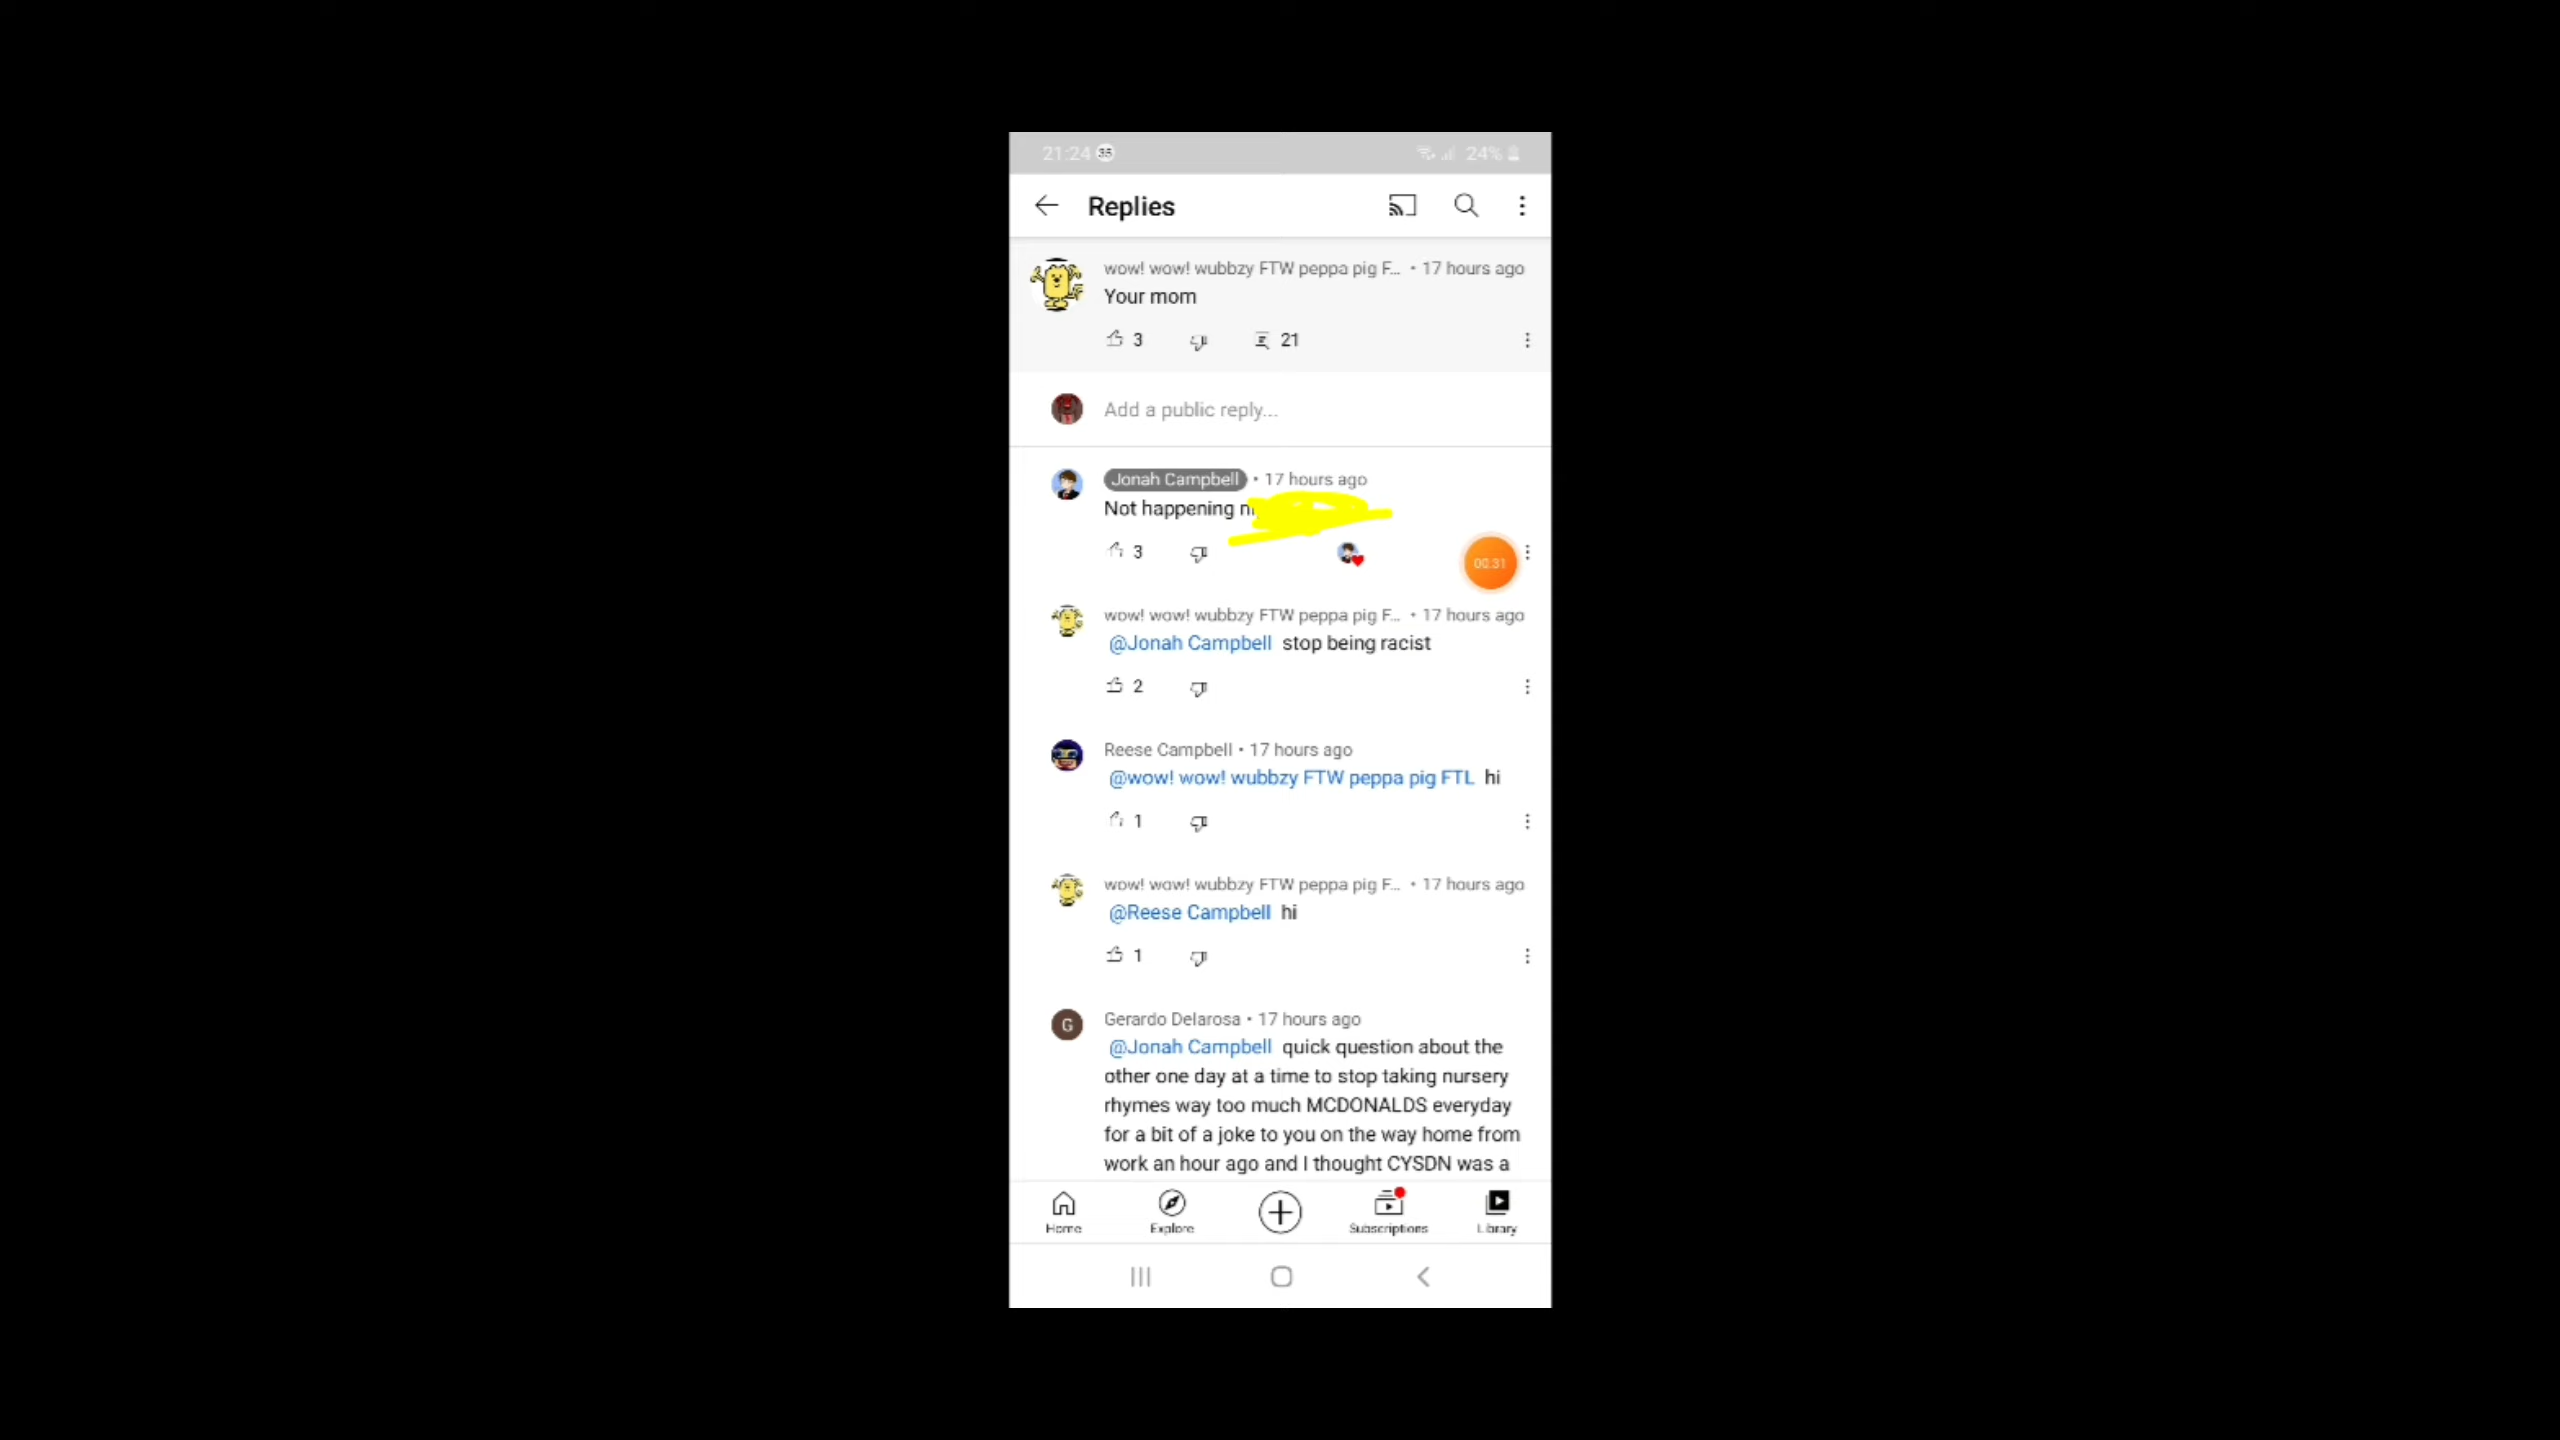 21:24 35 24%
Replies
wow! wow! wubbzy FTW peppa pig F... • 17 hours ago
Your mom
3 21
Add a public reply...
Jonah Campbell • 17 hours ago
Not happening
3
00:31
wow! wow! wubbzy FTW peppa pig F... • 17 hours ago
@Jonah Campbell stop being racist
2
Reese Campbell • 17 hours ago
@wow! wow! wubbzy FTW peppa pig FTL hi
1
wow! wow! wubbzy FTW peppa pig F... • 17 hours ago
@Reese Campbell hi
1
G
Gerardo Delarosa • 17 hours ago
@Jonah Campbell quick question about the
other one day at a time to stop taking nursery
rhymes way too much MCDONALDS everyday
for a bit of a joke to you on the way home from
work an hour ago and I thought CYSDN was a
Home Explore Subscriptions Library